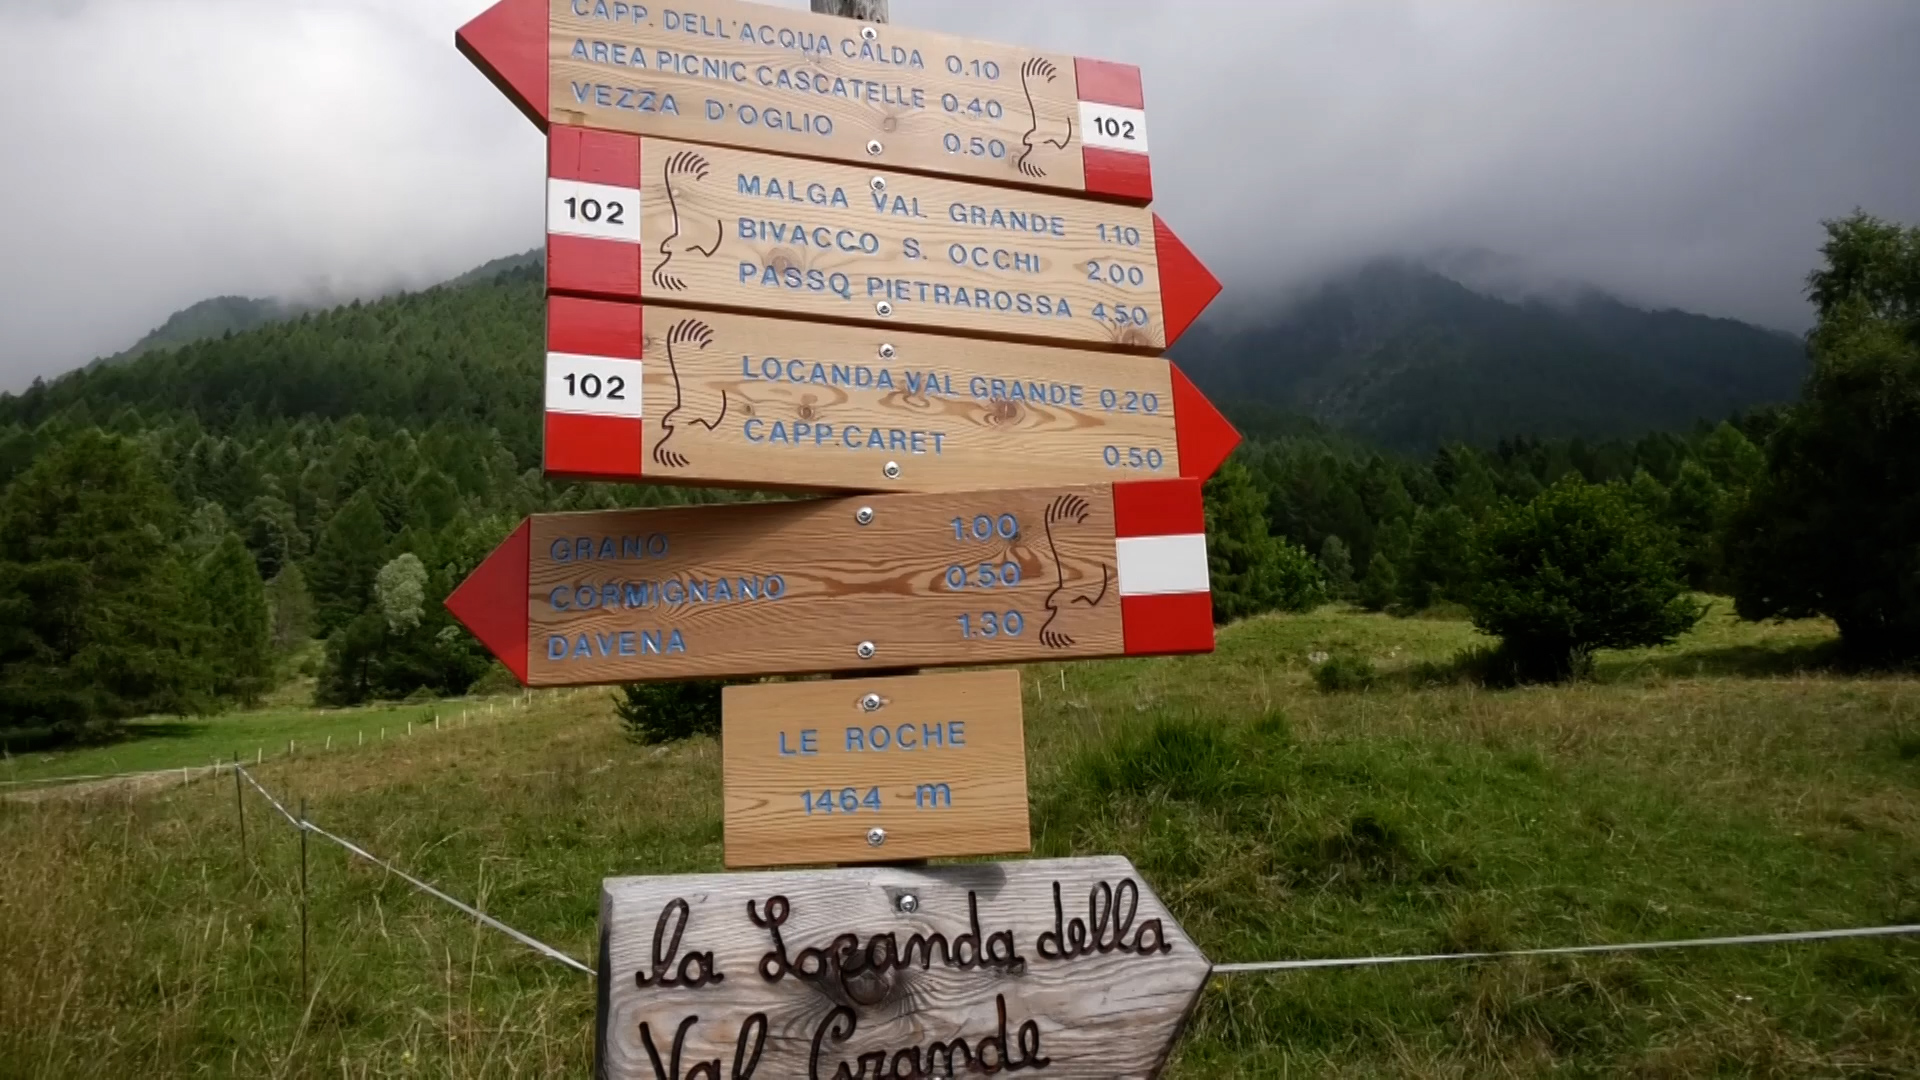 CAPP. DELL'ACQUA CALDA 0.10
AREA PICNIC CASCATELLE 0.40
VEZZA D'OGLIO 0.50
102
102
MALGA VAL GRANDE 1.10
BIVACCO S. OCCHI 2.00
PASSO PIETRAROSSA 4.50
102
LOCANDA VAL GRANDE 0.20
CAPP.CARET 0.50
GRANO 1.00
CORMIGNANO 0.50
DAVENA 1.30
LE ROCHE
1464 m
la Locanda della
Val Grande